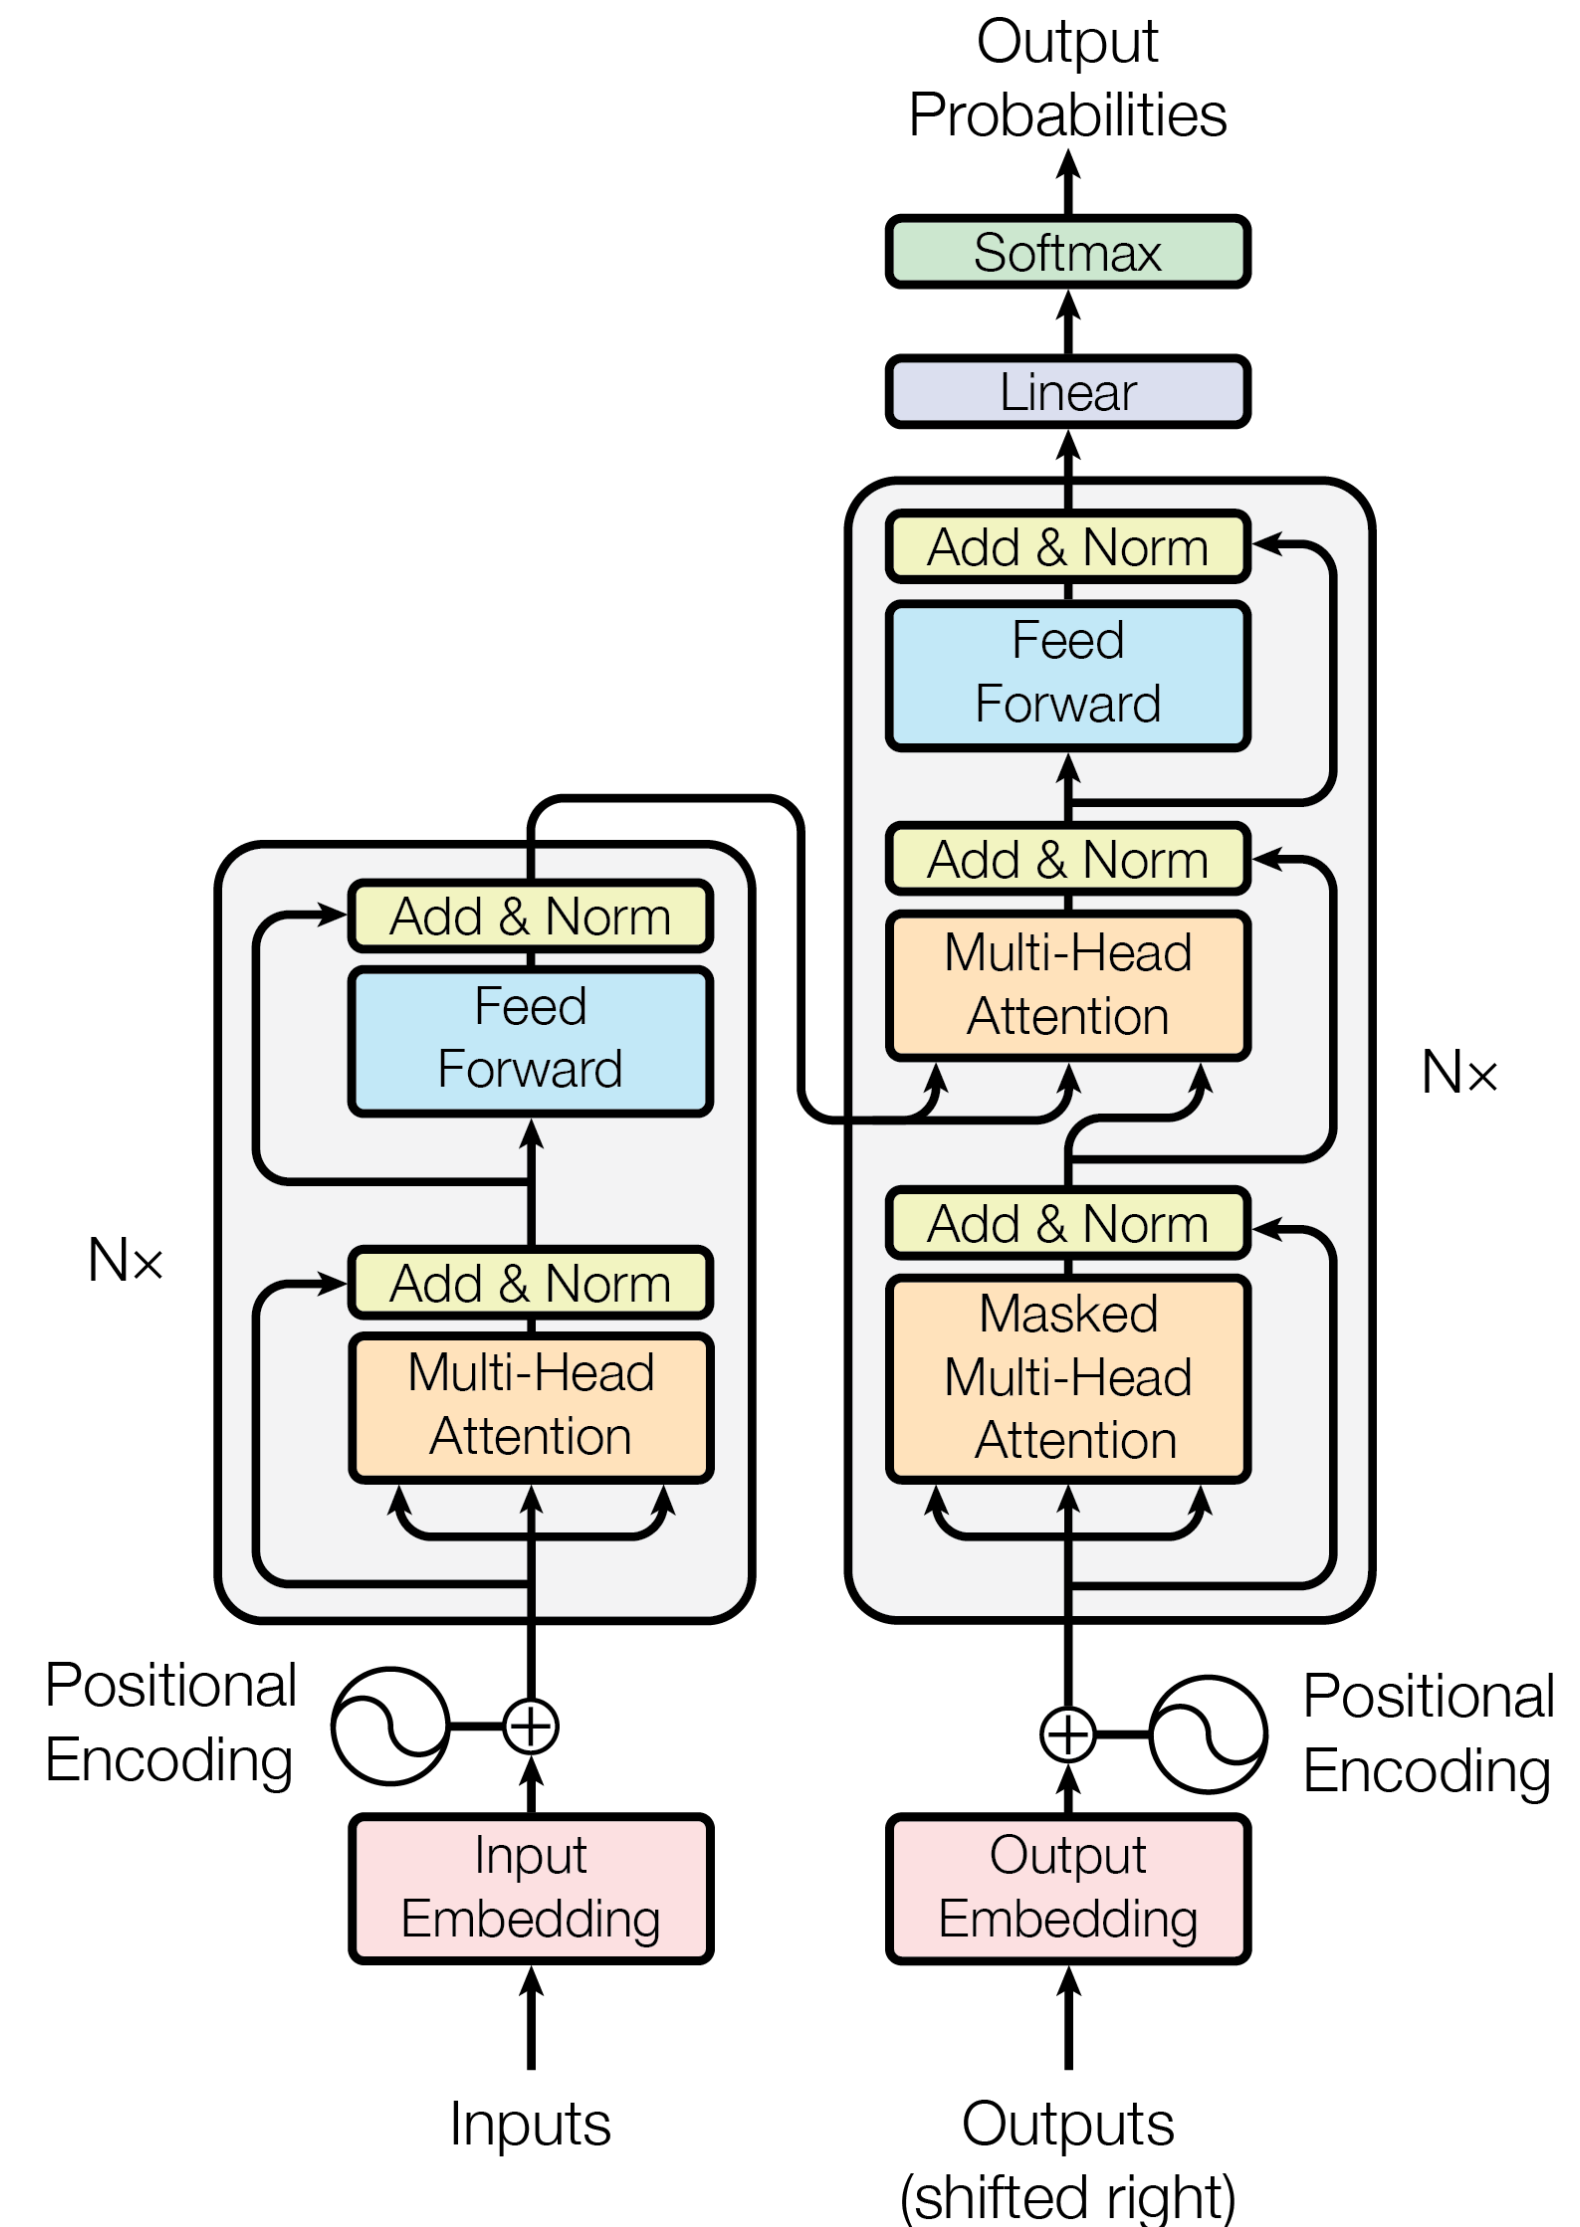 Output
Probabilities
Softmax
Linear
Add & Norm
Feed
Forward
Add & Norm
Multi-Head
Attention
N×
Add & Norm
Masked
Multi-Head
Attention
Add & Norm
Feed
Forward
N×
Add & Norm
Multi-Head
Attention
Positional
Encoding
Positional
Encoding
Input
Embedding
Output
Embedding
Inputs
Outputs
(shifted right)